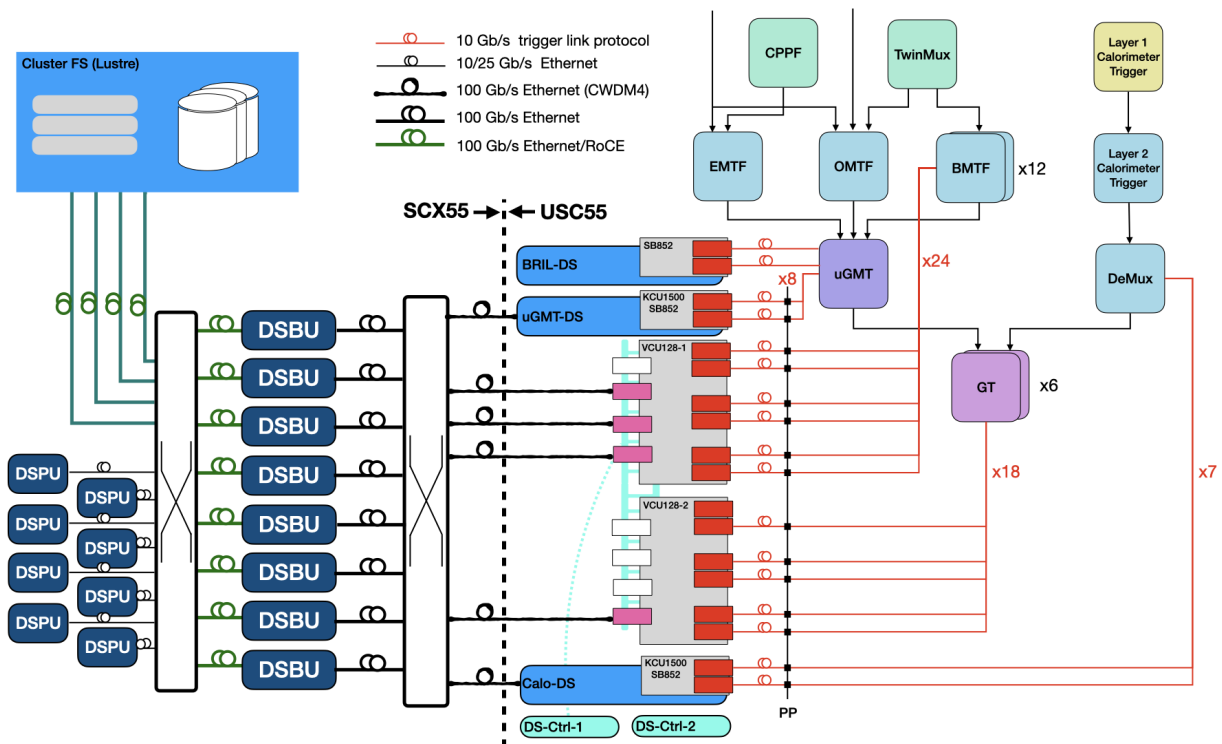 Cluster FS (Lustre)
10 Gb/s trigger link protocol
10/25 Gb/s Ethernet
100 Gb/s Ethernet (CWDM4)
100 Gb/s Ethernet
100 Gb/s Ethernet/RoCE
CPPF
TwinMux
Layer 1
Calorimeter
Trigger
EMTF
OMTF
BMTF
x12
Layer 2
Calorimeter
Trigger
SCX55
USC55
SB852
BRIL-DS
x8
uGMT
x24
DeMux
KCU1500
SB852
uGMT-DS
DSBU
DSBU
DSBU
DSBU
DSBU
DSBU
DSBU
DSBU
VCU128-1
GT
x6
x18
x7
DSPU
DSPU
DSPU
DSPU
DSPU
DSPU
DSPU
DSPU
VCU128-2
KCU1500
SB852
Calo-DS
PP
DS-Ctrl-1
DS-Ctrl-2